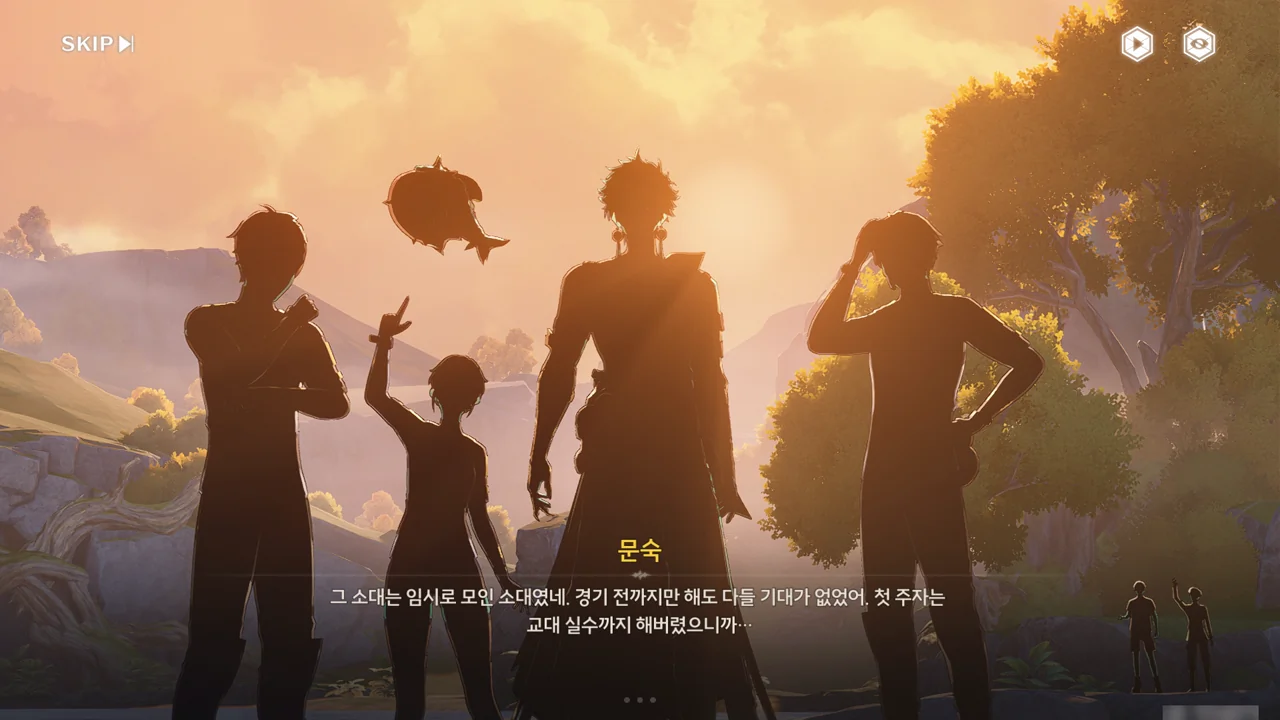 SKIP
문숙
그 소대는 임시로 모인 소대였네. 경기 전까지만 해도 다들 기대가 없었어. 첫 주자는
교대 실수까지 해버렸으니까…